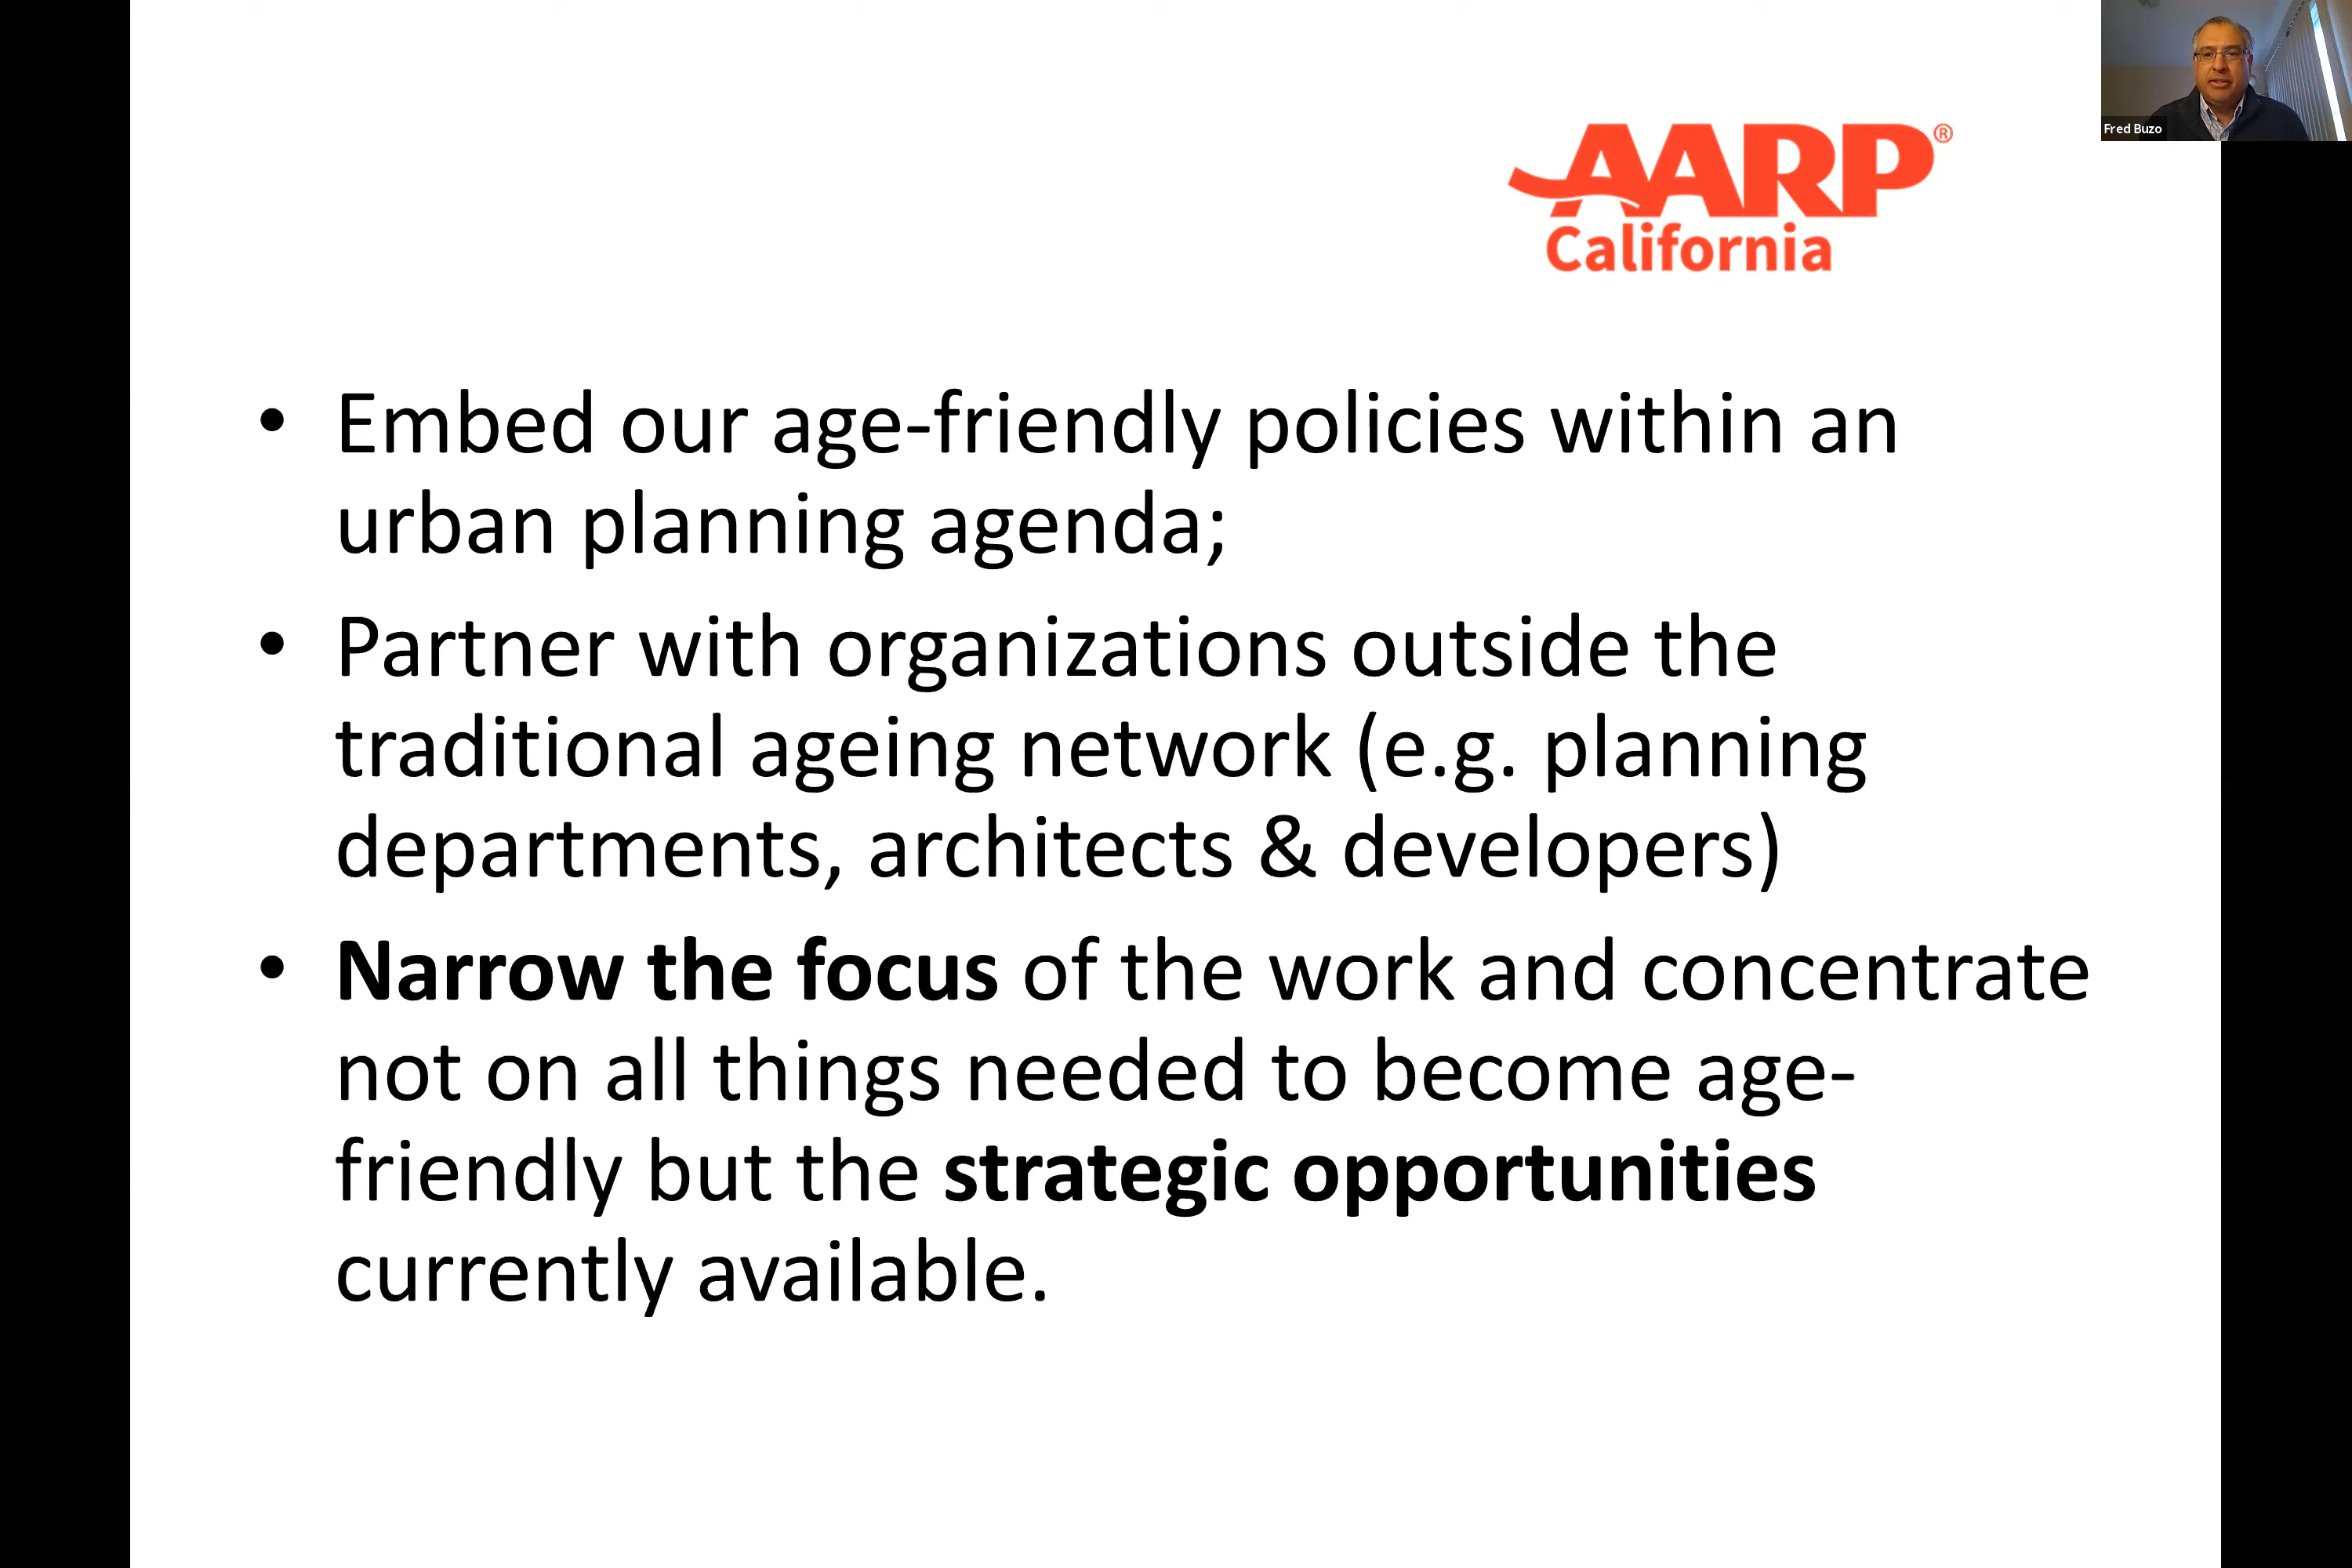 Fred Buzo
AARP®
California
• Embed our age-friendly policies within an
urban planning agenda;
• Partner with organizations outside the
traditional ageing network (e.g. planning
departments, architects & developers)
• Narrow the focus of the work and concentrate
not on all things needed to become age-
friendly but the strategic opportunities
currently available.